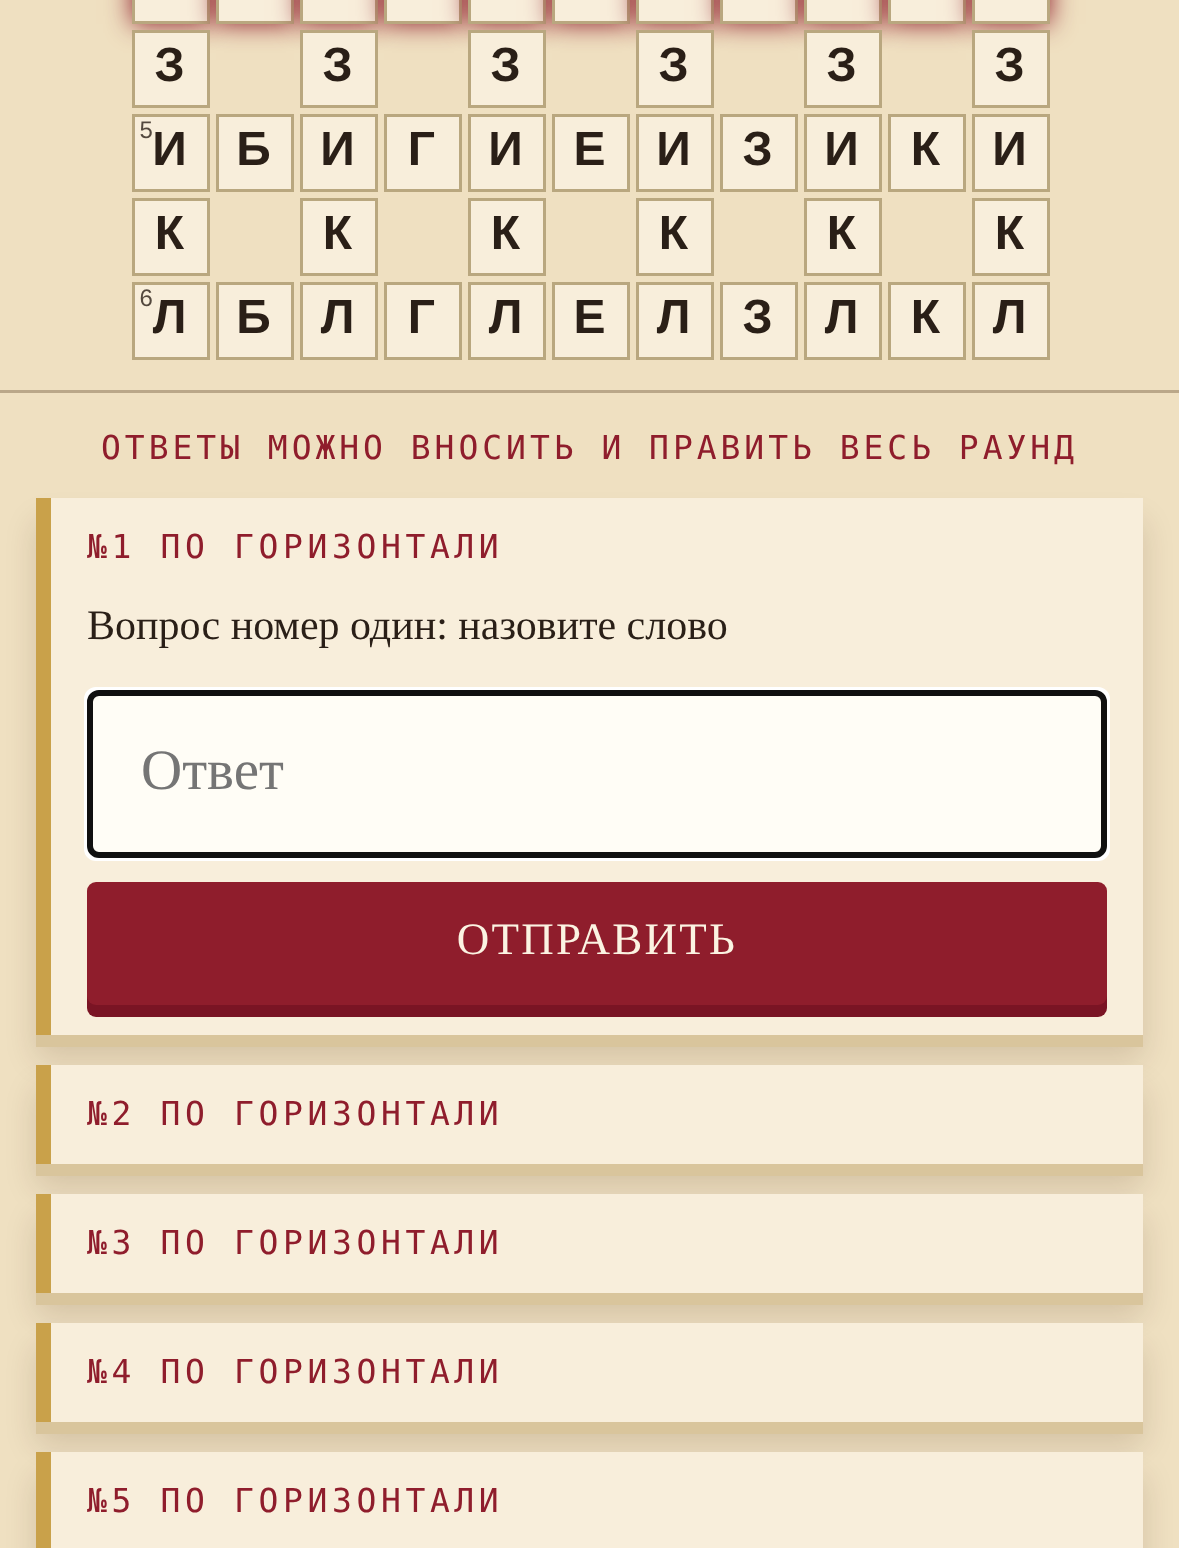 З З З З З З
5 И Б И Г И Е И З И К И
К К К К К К
6 Л Б Л Г Л Е Л З Л К Л
ОТВЕТЫ МОЖНО ВНОСИТЬ И ПРАВИТЬ ВЕСЬ РАУНД
№1 ПО ГОРИЗОНТАЛИ
Вопрос номер один: назовите слово
Ответ
ОТПРАВИТЬ
№2 ПО ГОРИЗОНТАЛИ
№3 ПО ГОРИЗОНТАЛИ
№4 ПО ГОРИЗОНТАЛИ
№5 ПО ГОРИЗОНТАЛИ